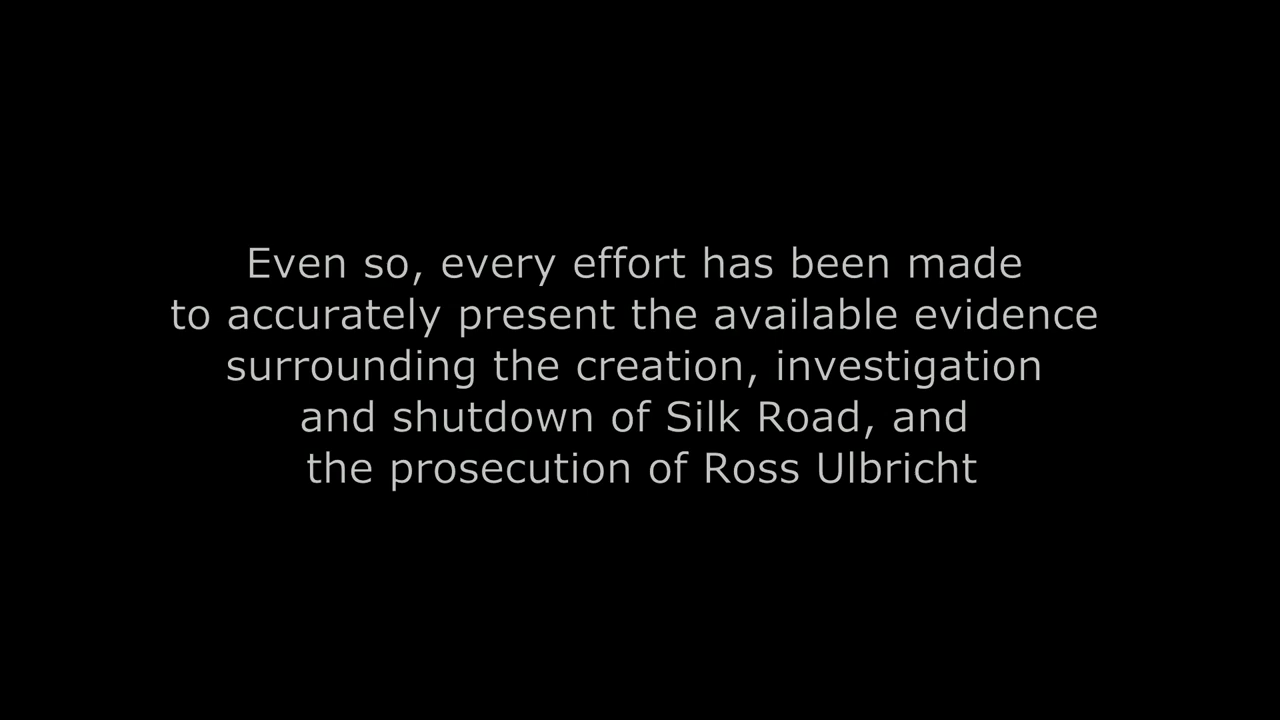 Even so, every effort has been made
to accurately present the available evidence
surrounding the creation, investigation
and shutdown of Silk Road, and
the prosecution of Ross Ulbricht